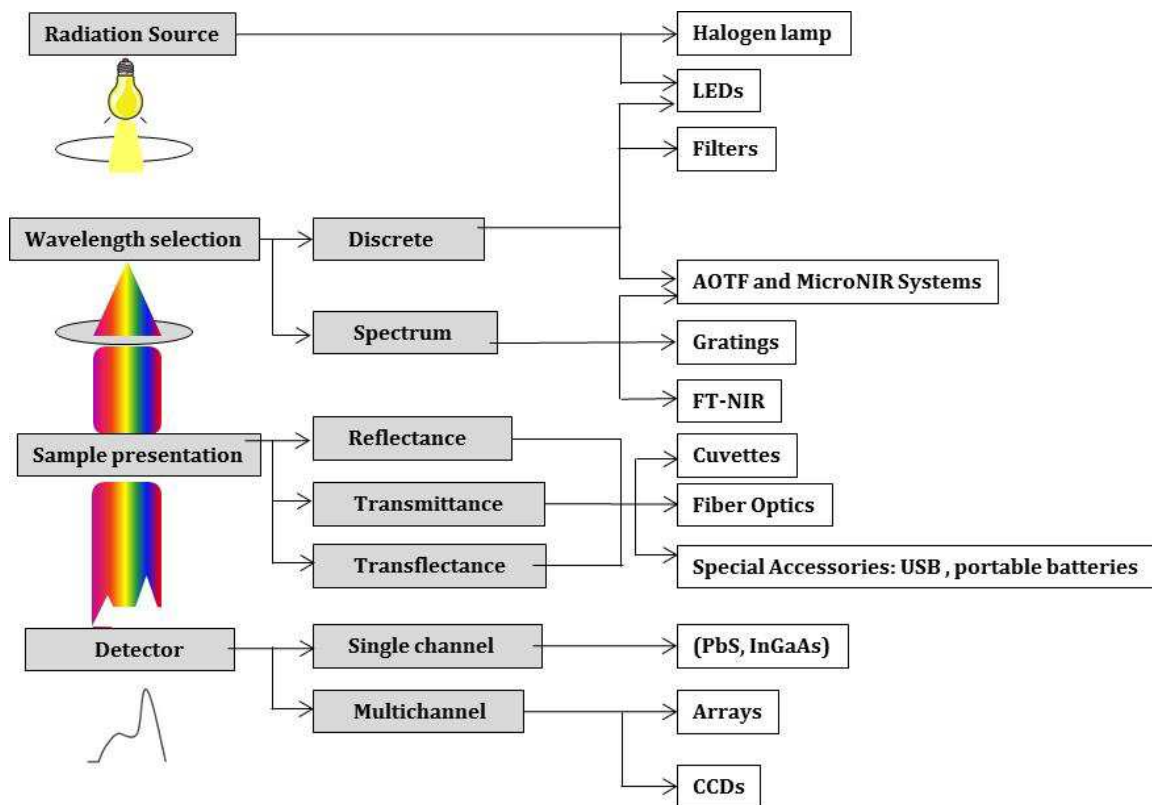 Radiation Source
Halogen lamp
LEDs
Filters
Wavelength selection
Discrete
AOTF and MicroNIR Systems
Spectrum
Gratings
FT-NIR
Reflectance
Sample presentation
Cuvettes
Transmittance
Fiber Optics
Transflectance
Special Accessories: USB , portable batteries
Detector
Single channel
(PbS, InGaAs)
Multichannel
Arrays
CCDs